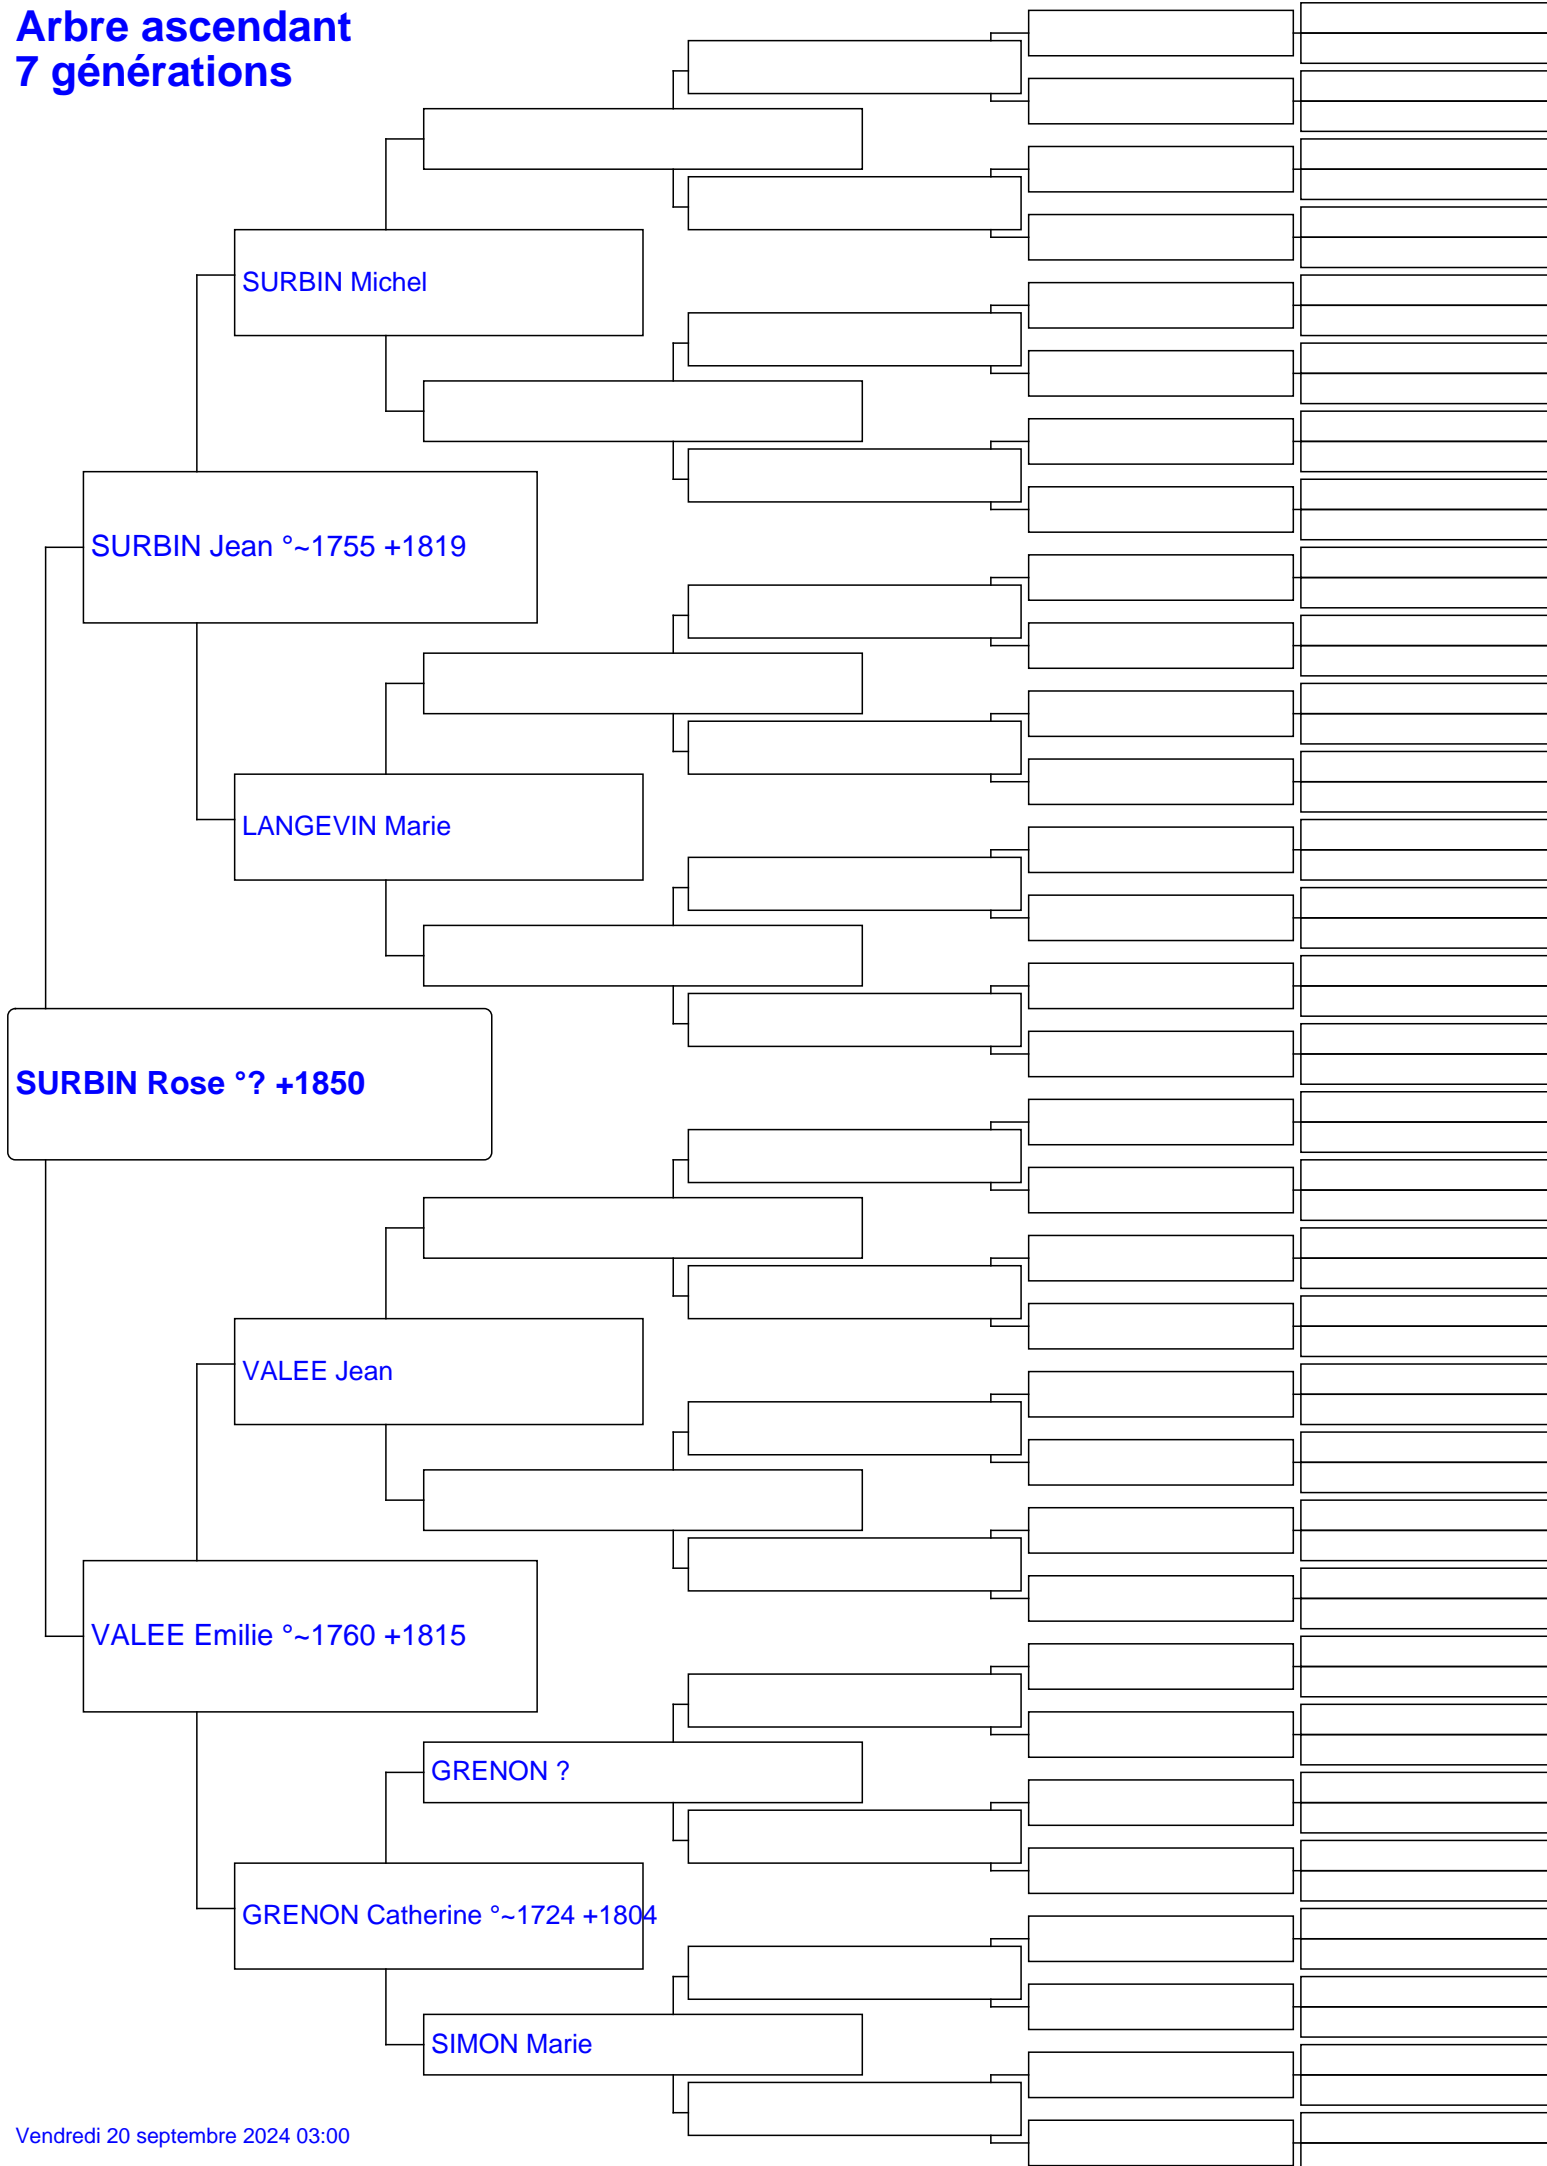 Arbre ascendant
7 générations
SURBIN Michel
SURBIN Jean °~1755 +1819
LANGEVIN Marie
SURBIN Rose °? +1850
VALEE Jean
VALEE Emilie °~1760 +1815
GRENON ?
GRENON Catherine °~1724 +1804
SIMON Marie
Vendredi 20 septembre 2024 03:00